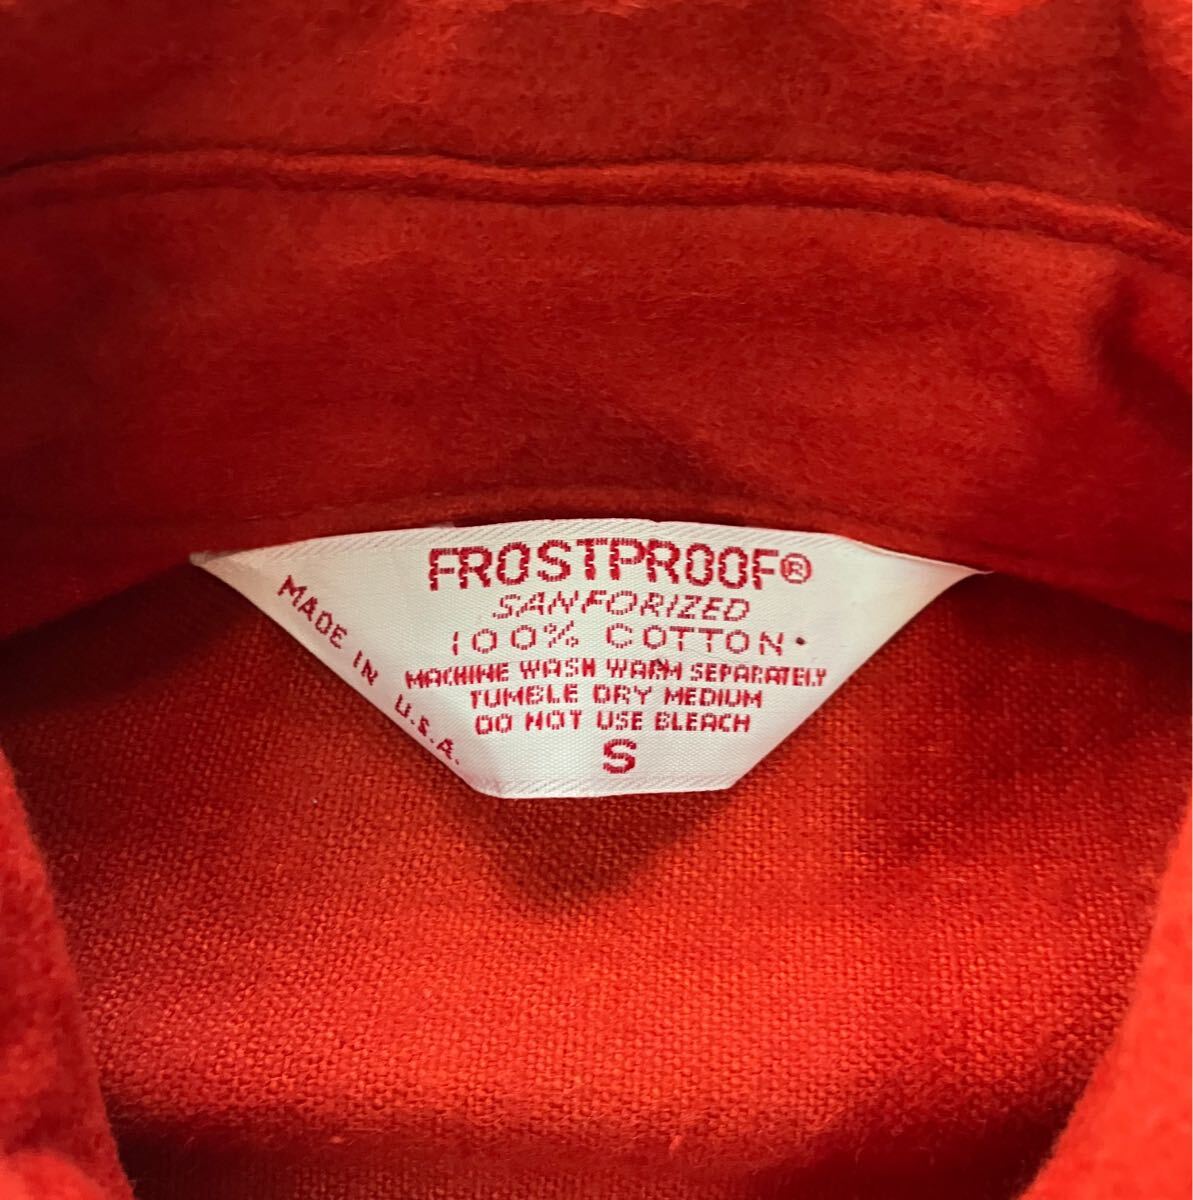 FROSTPROOF®
SANFORIZED
100% COTTON
MACHINE WASH WARM SEPARATELY
TUMBLE DRY MEDIUM
DO NOT USE BLEACH
S
MADE IN U.S.A.